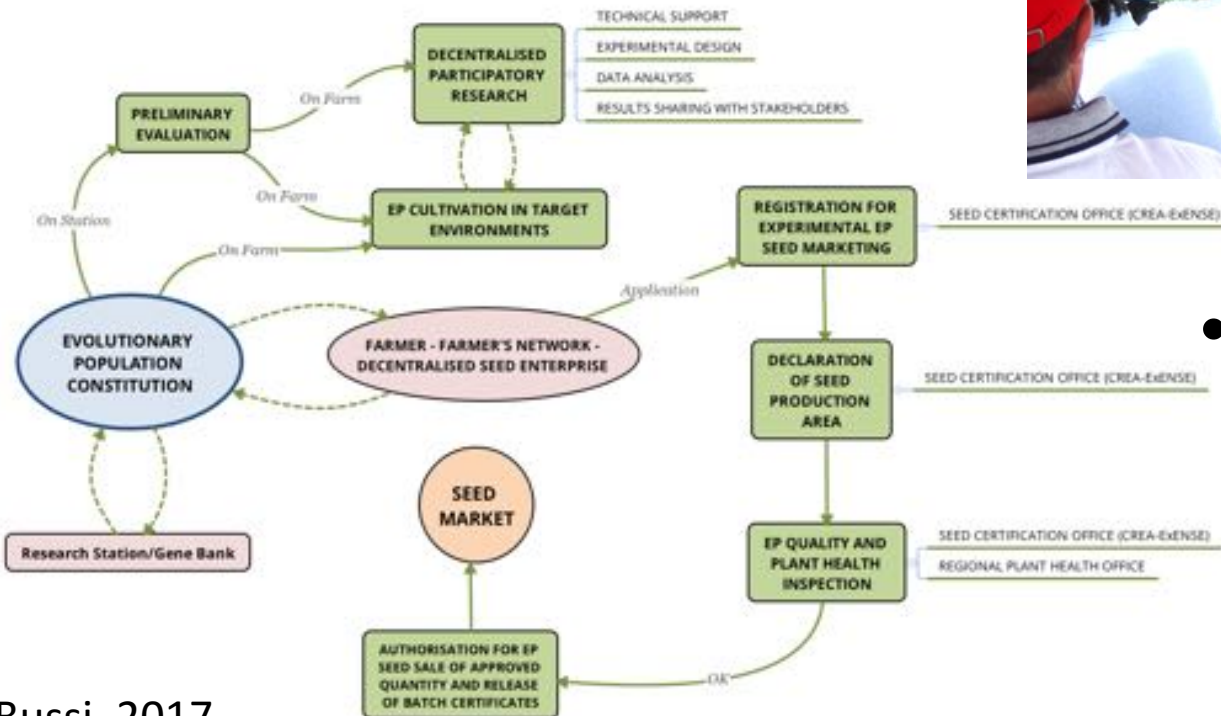 TECHNICAL SUPPORT
EXPERIMENTAL DESIGN
DATA ANALYSIS
RESULTS SHARING WITH STAKEHOLDERS
DECENTRALISED
PARTICIPATORY
RESEARCH
On Farm
PRELIMINARY
EVALUATION
On Farm
On Station
EP CULTIVATION IN TARGET
ENVIRONMENTS
On Farm
REGISTRATION FOR
EXPERIMENTAL EP
SEED MARKETING
SEED CERTIFICATION OFFICE (CREA-ExENSE)
Application
EVOLUTIONARY
POPULATION
CONSTITUTION
FARMER - FARMER'S NETWORK -
DECENTRALISED SEED ENTERPRISE
DECLARATION
OF SEED
PRODUCTION
AREA
SEED CERTIFICATION OFFICE (CREA-ExENSE)
SEED
MARKET
Research Station/Gene Bank
EP QUALITY AND
PLANT HEALTH
INSPECTION
SEED CERTIFICATION OFFICE (CREA-ExENSE)
REGIONAL PLANT HEALTH OFFICE
AUTHORISATION FOR EP
SEED SALE OF APPROVED
QUANTITY AND RELEASE
OF BATCH CERTIFICATES
OK
Bussi, 2017